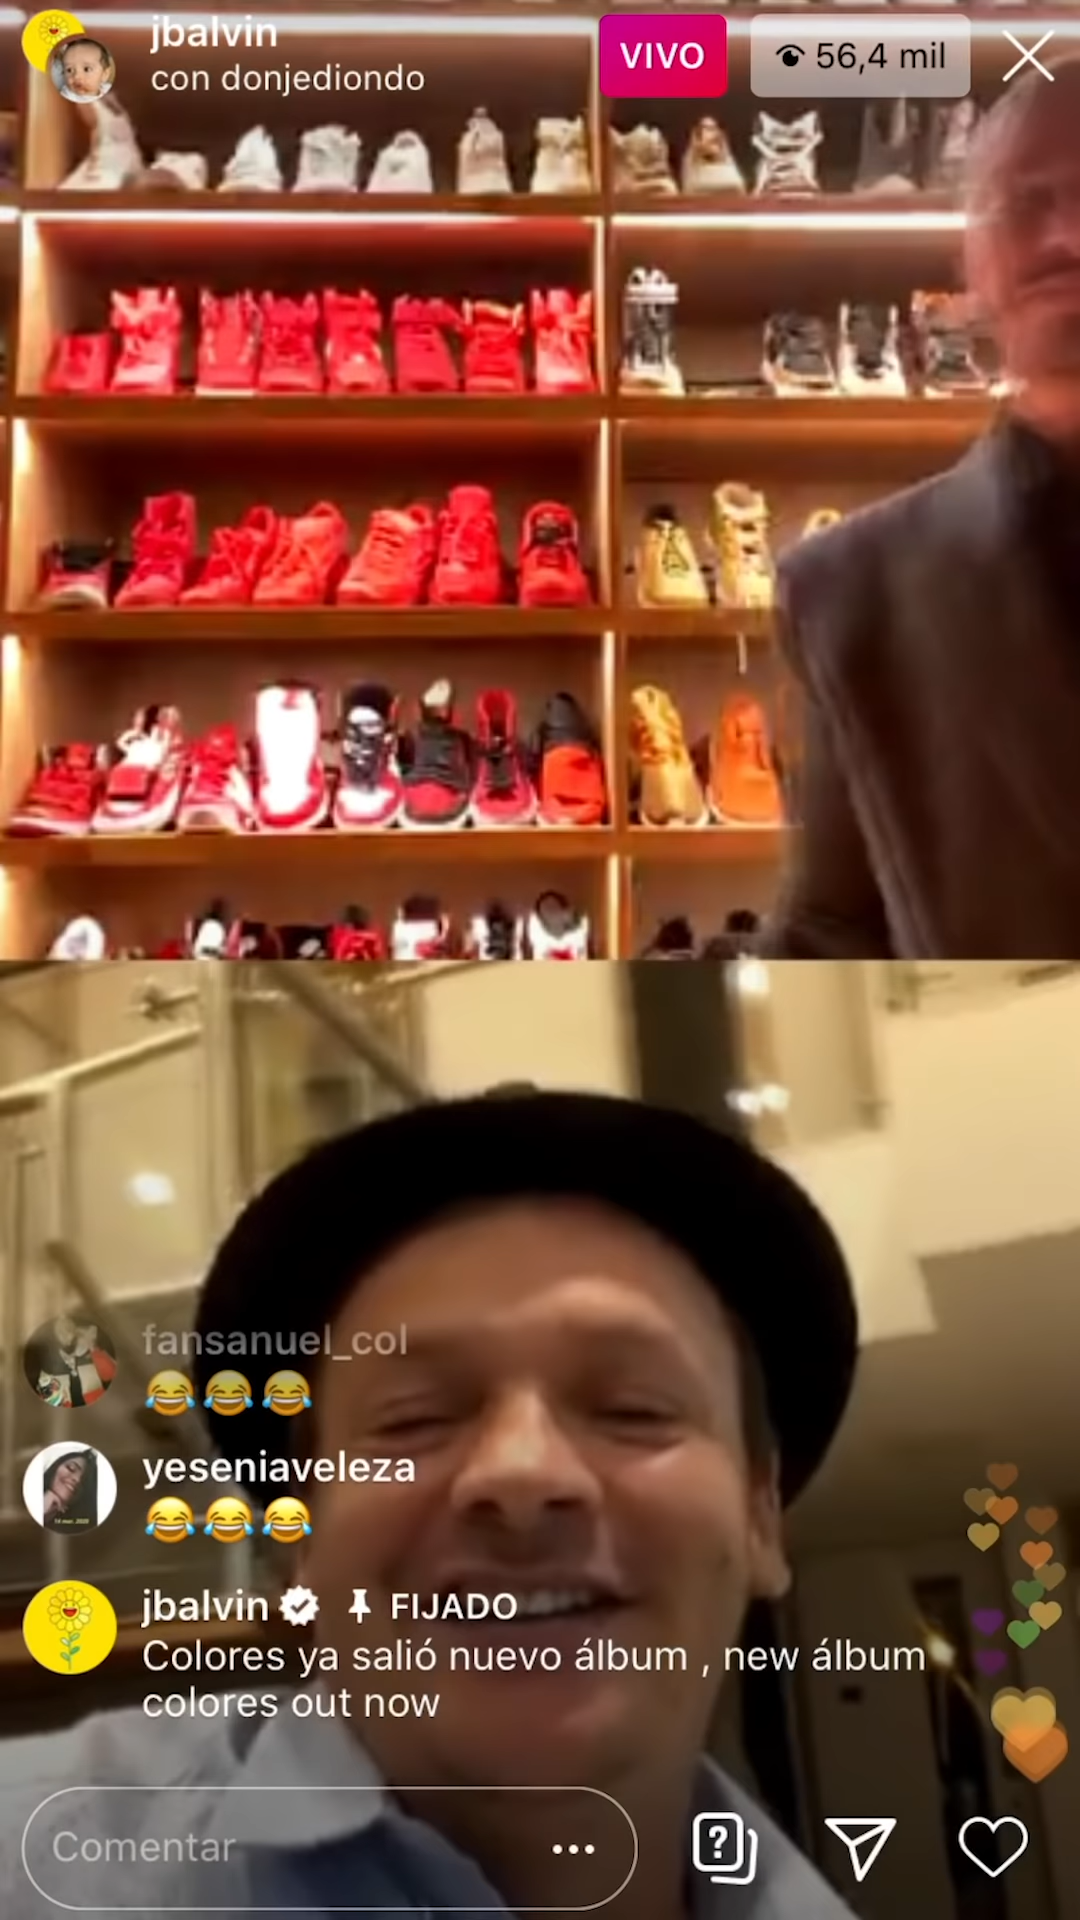 jbalvin
con donjediondo
VIVO
56,4 mil
fansanuel_col
😂😂😂
yeseniaveleza
😂😂😂
jbalvin FIJADO
Colores ya salió nuevo álbum , new álbum
colores out now
Comentar